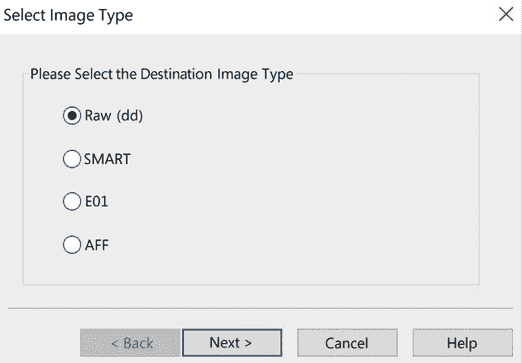 Select Image Type
Please Select the Destination Image Type
Raw (dd)
SMART
E01
AFF
< Back Next > Cancel Help